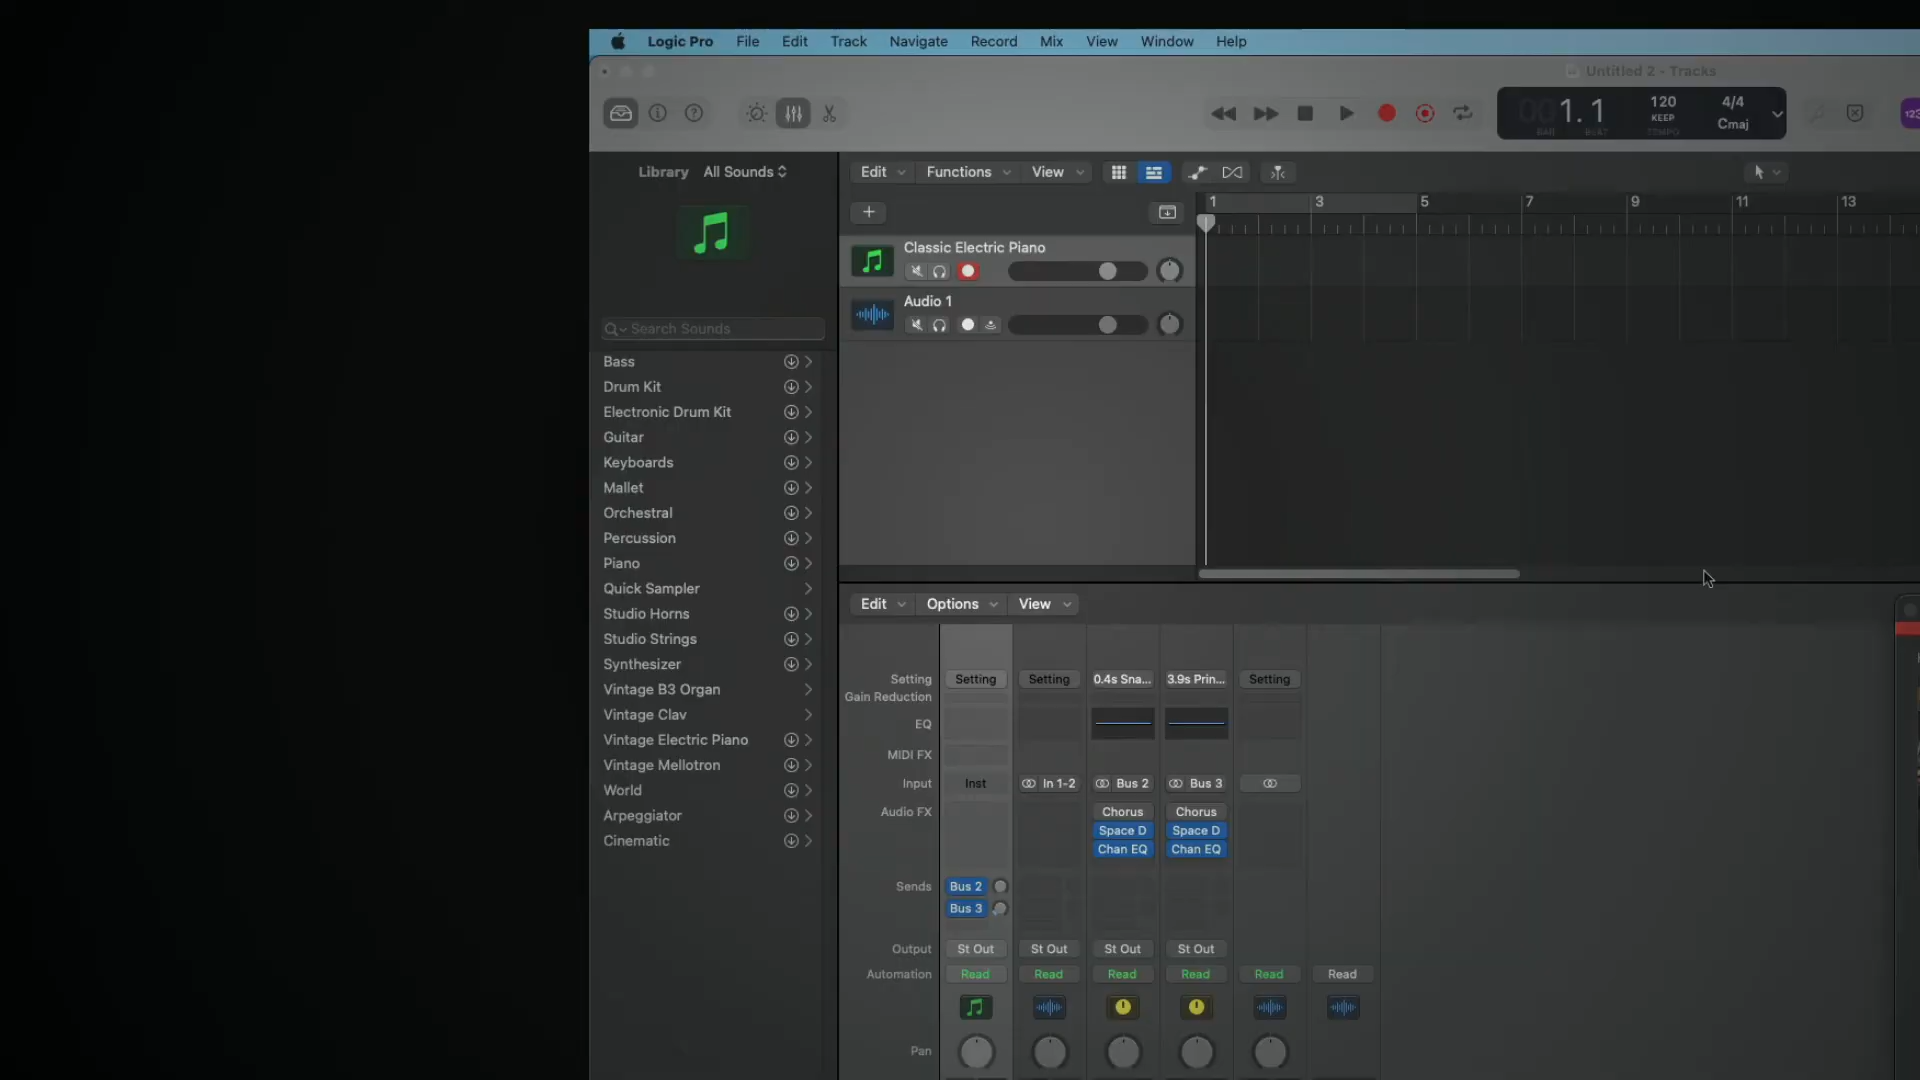 Logic Pro File Edit Track Navigate Record Mix View Window Help
Untitled 2 - Tracks
001.1
BAR BEAT
120
KEEP
TEMPO
4/4
Cmaj
123
Library All Sounds
Search Sounds
Bass
Drum Kit
Electronic Drum Kit
Guitar
Keyboards
Mallet
Orchestral
Percussion
Piano
Quick Sampler
Studio Horns
Studio Strings
Synthesizer
Vintage B3 Organ
Vintage Clav
Vintage Electric Piano
Vintage Mellotron
World
Arpeggiator
Cinematic
Edit Functions View
1 3 5 7 9 11 13
Classic Electric Piano
Audio 1
Edit Options View
Setting Setting Setting 0.4s Sna... 3.9s Prin... Setting
Gain Reduction
EQ
MIDI FX
Input Inst In 1-2 Bus 2 Bus 3
Audio FX Chorus Chorus
Space D Space D
Chan EQ Chan EQ
Sends Bus 2
Bus 3
Output St Out St Out St Out St Out
Automation Read Read Read Read Read Read
Pan